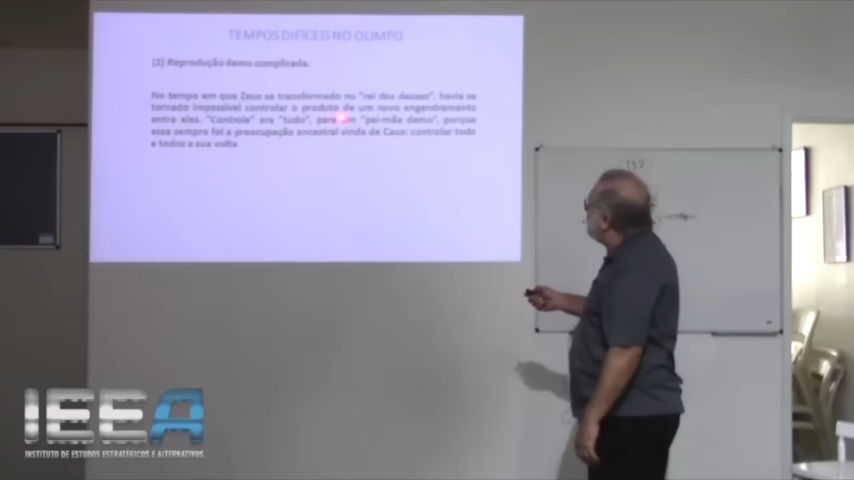 TEMPOS DIFÍCEIS NO OLIMPO
(2) Reprodução demo complicada.
No tempo em que Zeus se transformado no "rei dos deuses", havia se
tornado impossível controlar o produto de um novo engendramento
entre eles. "Controle" era "tudo", para um "pai-mãe demo", porque
essa sempre foi a preocupação ancestral vinda de Caos: controlar tudo
e todos a sua volta
IEEA
INSTITUTO DE ESTUDOS ESTRATÉGICOS E ALTERNATIVOS